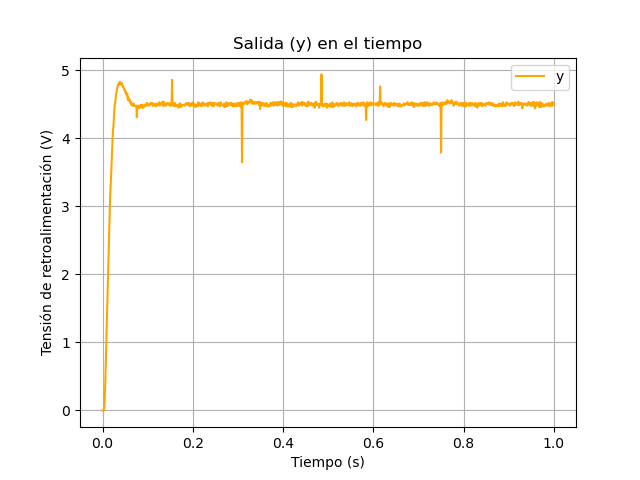 Salida (y) en el tiempo
y
Tensión de retroalimentación (V)
5
4
3
2
1
0
0.0 0.2 0.4 0.6 0.8 1.0
Tiempo (s)